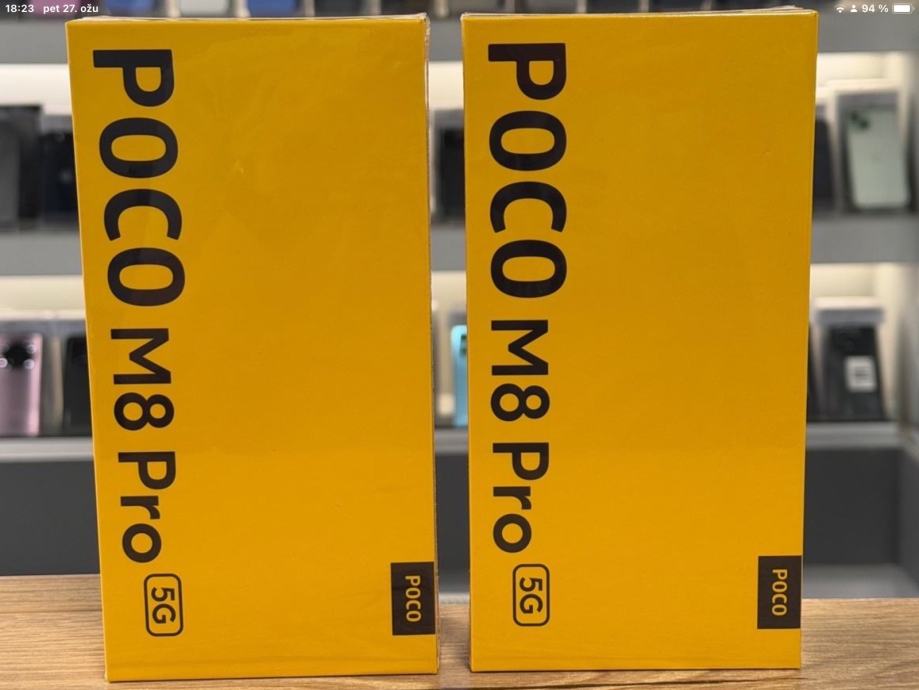 18:23 pet 27. ožu
94 %
POCO M8 Pro 5G
POCO
POCO M8 Pro 5G
POCO